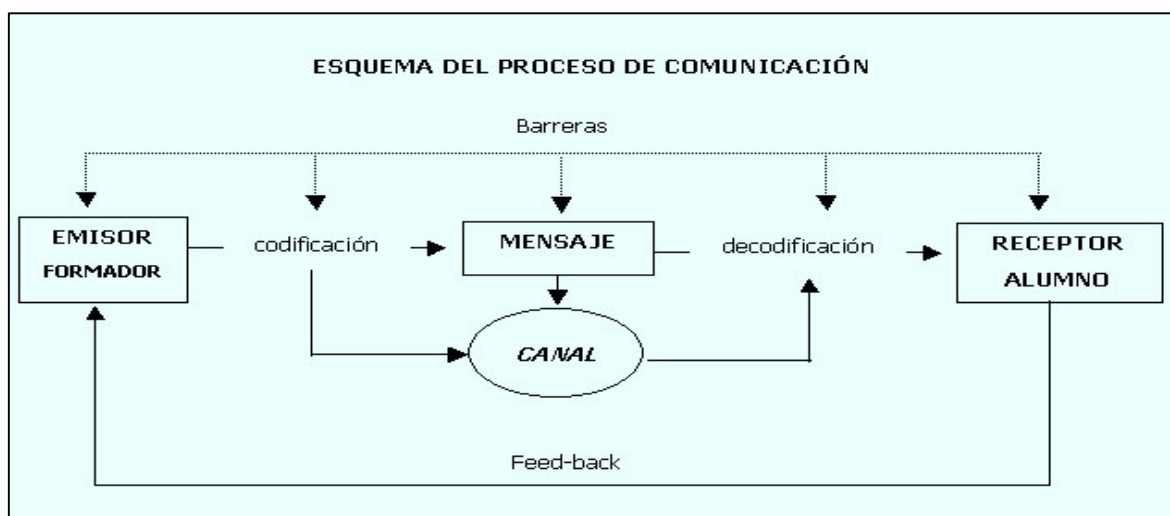 ESQUEMA DEL PROCESO DE COMUNICACIÓN
Barreras
EMISOR
FORMADOR
codificación
MENSAJE
decodificación
RECEPTOR
ALUMNO
CANAL
Feed-back